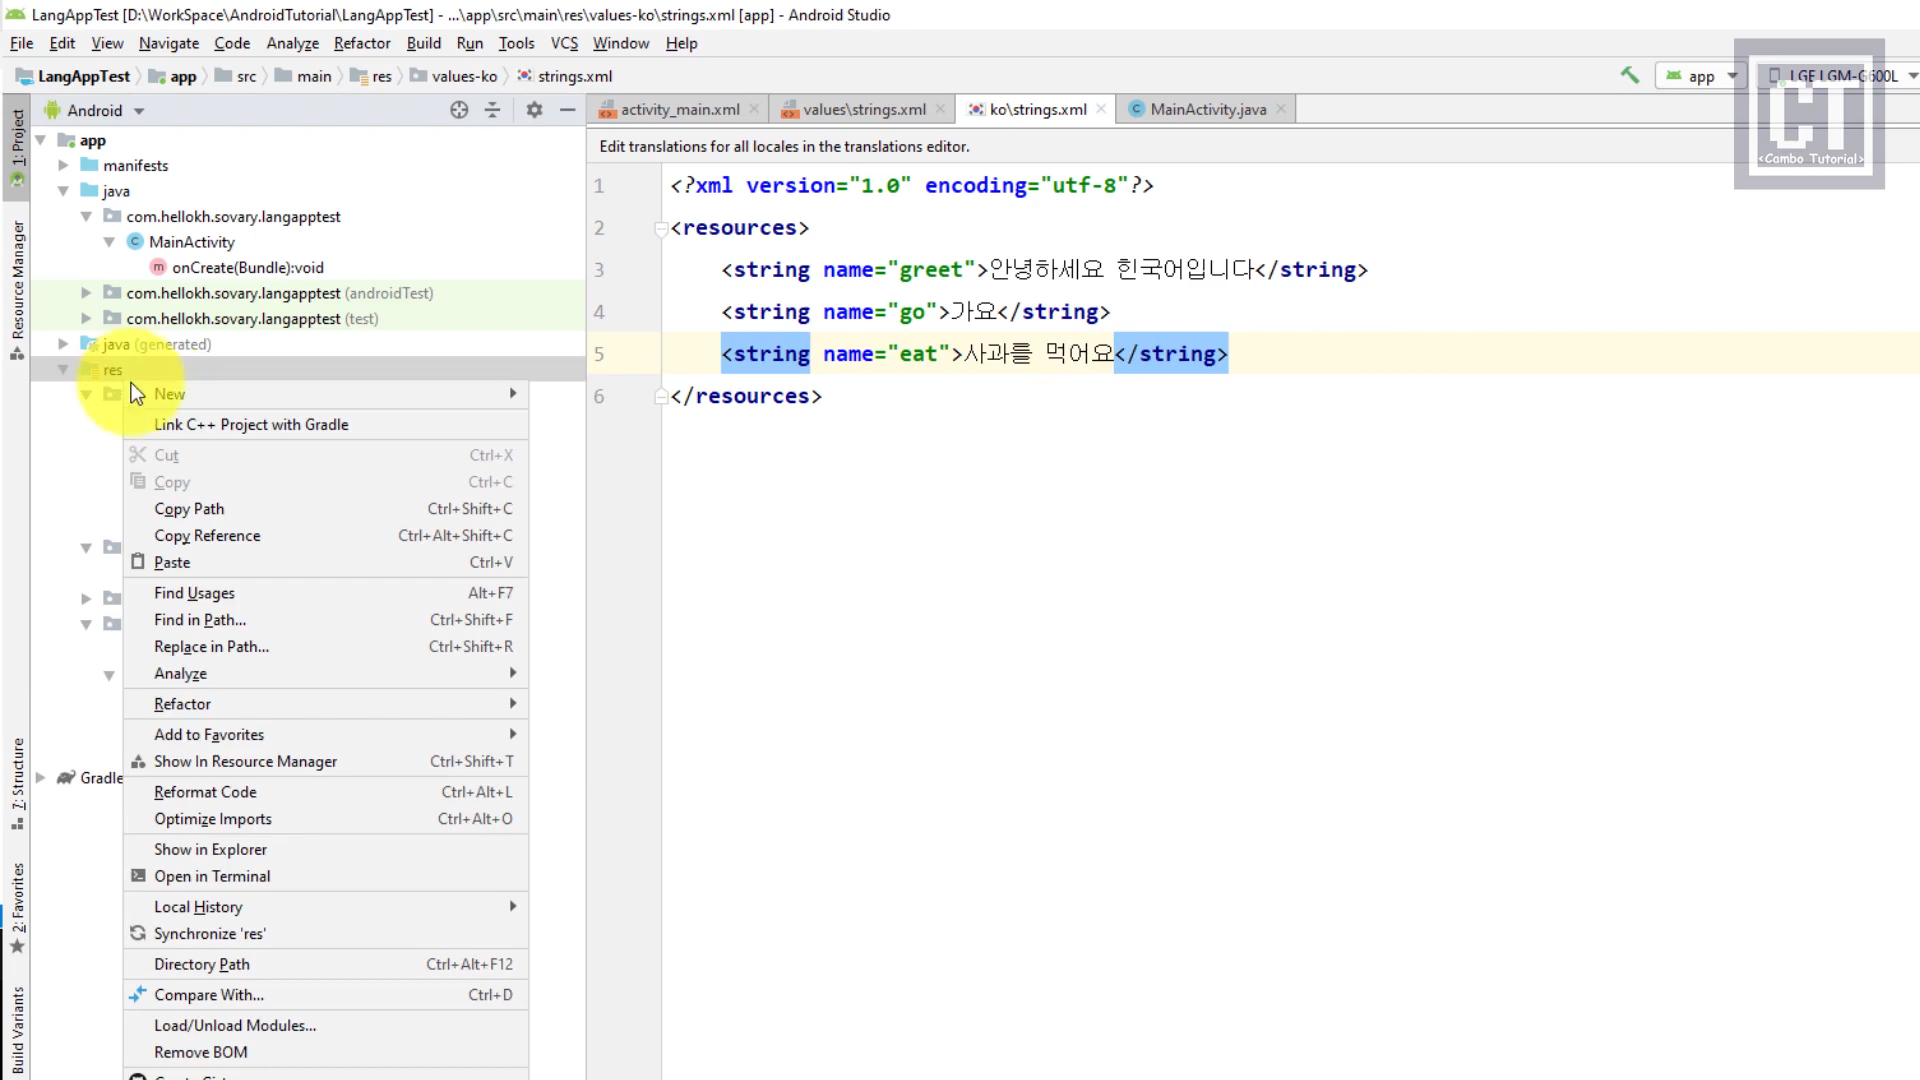 LangAppTest [D:\WorkSpace\AndroidTutorial\LangAppTest] - ...\app\src\main\res\values-ko\strings.xml [app] - Android Studio
File Edit View Navigate Code Analyze Refactor Build Run Tools VCS Window Help
LangAppTest app src main res values-ko strings.xml app LGE LGM-G600L
Android activity_main.xml values\strings.xml ko\strings.xml MainActivity.java
CT
<Cambo Tutorial>
1: Project
Resource Manager
7: Structure
2: Favorites
Build Variants
app
manifests
java
com.hellokh.sovary.langapptest
MainActivity
onCreate(Bundle):void
com.hellokh.sovary.langapptest (androidTest)
com.hellokh.sovary.langapptest (test)
java (generated)
res
Gradle
New
Link C++ Project with Gradle
Cut Ctrl+X
Copy Ctrl+C
Copy Path Ctrl+Shift+C
Copy Reference Ctrl+Alt+Shift+C
Paste Ctrl+V
Find Usages Alt+F7
Find in Path... Ctrl+Shift+F
Replace in Path... Ctrl+Shift+R
Analyze
Refactor
Add to Favorites
Show In Resource Manager Ctrl+Shift+T
Reformat Code Ctrl+Alt+L
Optimize Imports Ctrl+Alt+O
Show in Explorer
Open in Terminal
Local History
Synchronize 'res'
Directory Path Ctrl+Alt+F12
Compare With... Ctrl+D
Load/Unload Modules...
Remove BOM
Edit translations for all locales in the translations editor.
1 <?xml version="1.0" encoding="utf-8"?>
2 <resources>
3 <string name="greet">안녕하세요 힌국어입니다</string>
4 <string name="go">가요</string>
5 <string name="eat">사과를 먹어요</string>
6 </resources>